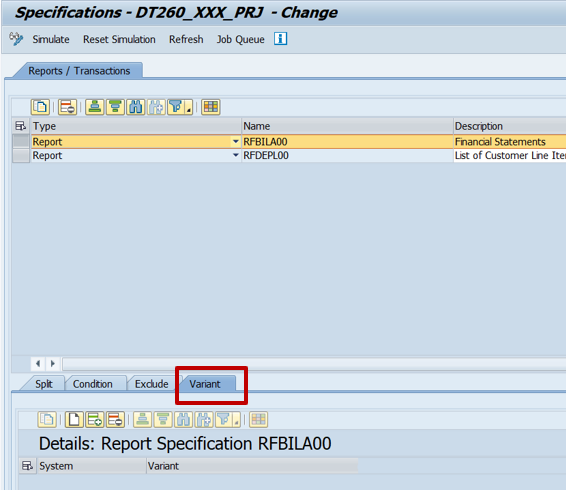 Specifications - DT260_XXX_PRJ - Change
Simulate Reset Simulation Refresh Job Queue
Reports / Transactions
Type Name Description
Report RFBILA00 Financial Statements
Report RFDEPL00 List of Customer Line Ite
Split Condition Exclude Variant
Details: Report Specification RFBILA00
System Variant